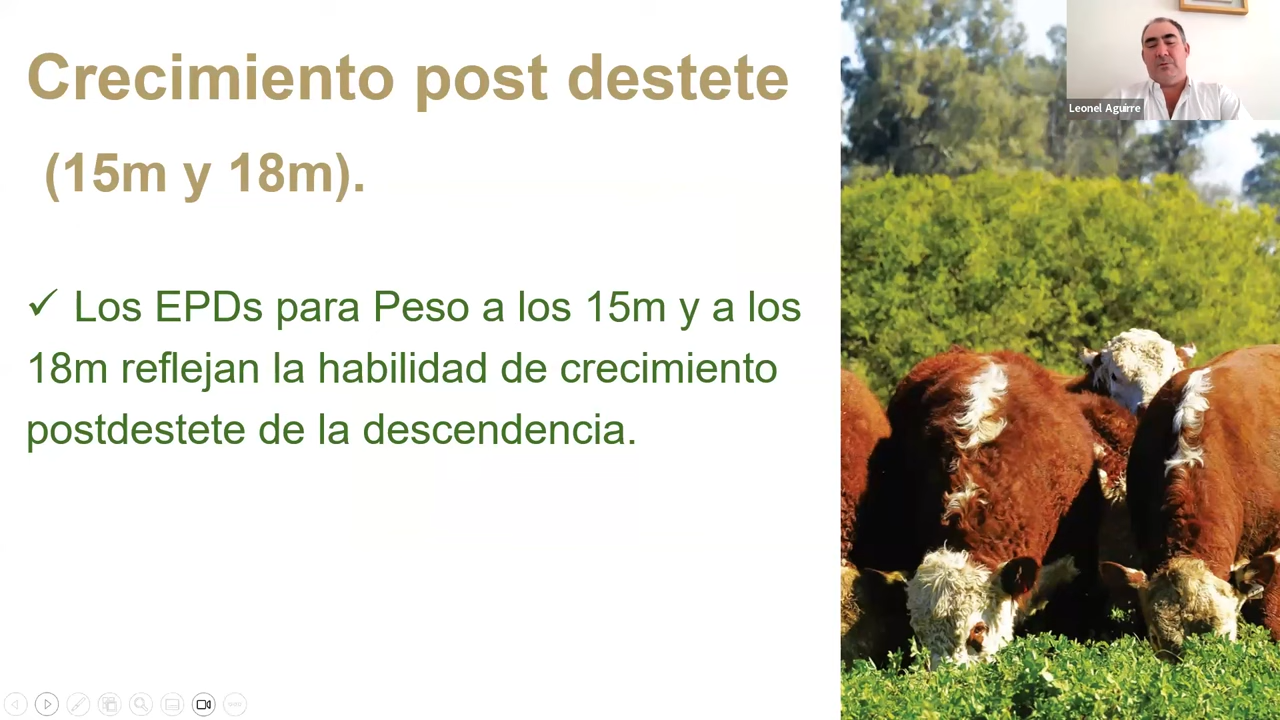 Crecimiento post destete
(15m y 18m).
✓ Los EPDs para Peso a los 15m y a los
18m reflejan la habilidad de crecimiento
postdestete de la descendencia.
Leonel Aguirre